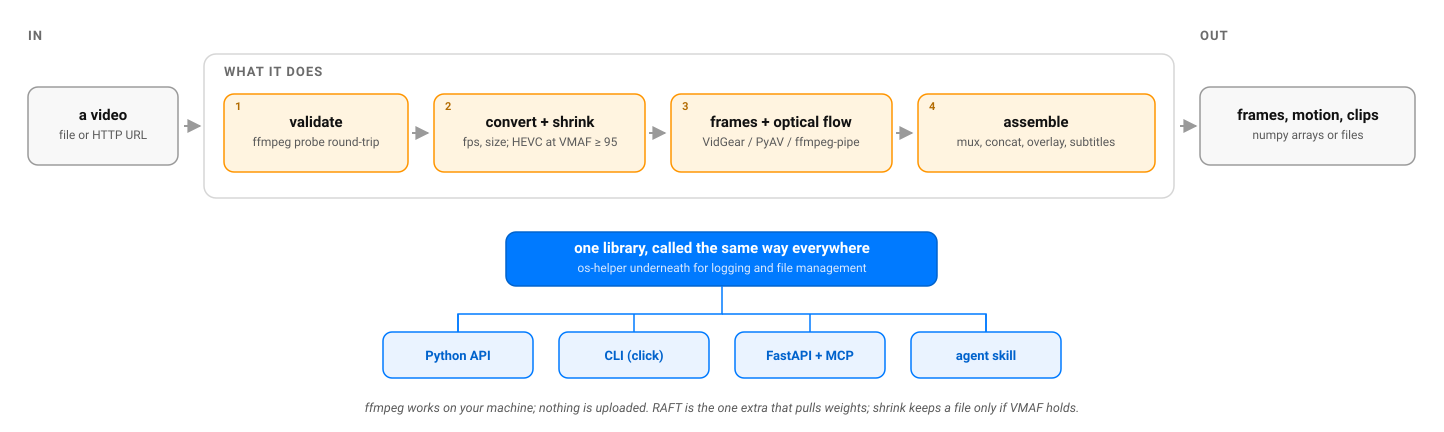 IN
OUT
WHAT IT DOES
a video
file or HTTP URL
1
validate
ffmpeg probe round-trip
2
convert + shrink
fps, size; HEVC at VMAF ≥ 95
3
frames + optical flow
VidGear / PyAV / ffmpeg-pipe
4
assemble
mux, concat, overlay, subtitles
frames, motion, clips
numpy arrays or files
one library, called the same way everywhere
os-helper underneath for logging and file management
Python API
CLI (click)
FastAPI + MCP
agent skill
ffmpeg works on your machine; nothing is uploaded. RAFT is the one extra that pulls weights; shrink keeps a file only if VMAF holds.